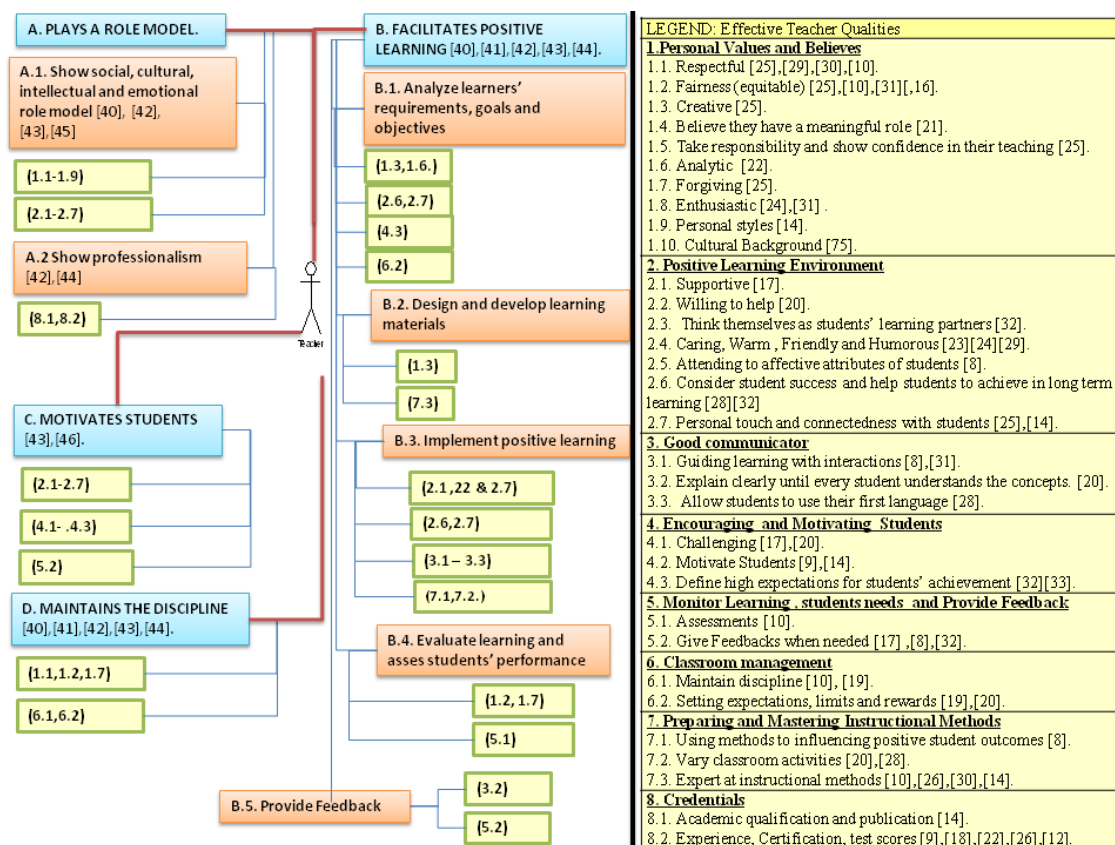 A. PLAYS A ROLE MODEL.
A.1. Show social, cultural,
intellectual and emotional
role model [40], [42],
[43],[45]
(1.1-1.9)
(2.1-2.7)
A.2 Show professionalism
[42],[44]
(8.1,8.2)
Teacher
C. MOTIVATES STUDENTS
[43],[46].
(2.1-2.7)
(4.1- .4.3)
(5.2)
D. MAINTAINS THE DISCIPLINE
[40],[41],[42],[43],[44].
(1.1,1.2,1.7)
(6.1,6.2)
B. FACILITATES POSITIVE
LEARNING [40],[41],[42],[43],[44].
B.1. Analyze learners'
requirements, goals and
objectives
(1.3,1.6.)
(2.6,2.7)
(4.3)
(6.2)
B.2. Design and develop learning
materials
(1.3)
(7.3)
B.3. Implement positive learning
(2.1,22 & 2.7)
(2.6,2.7)
(3.1 – 3.3)
(7.1,7.2.)
B.4. Evaluate learning and
asses students' performance
(1.2, 1.7)
(5.1)
B.5. Provide Feedback
(3.2)
(5.2)
LEGEND: Effective Teacher Qualities
1.Personal Values and Believes
1.1. Respectful [25],[29],[30],[10].
1.2. Fairness (equitable) [25],[10],[31][,16].
1.3. Creative [25].
1.4. Believe they have a meaningful role [21].
1.5. Take responsibility and show confidence in their teaching [25].
1.6. Analytic [22].
1.7. Forgiving [25].
1.8. Enthusiastic [24],[31] .
1.9. Personal styles [14].
1.10. Cultural Background [75].
2. Positive Learning Environment
2.1. Supportive [17].
2.2. Willing to help [20].
2.3. Think themselves as students' learning partners [32].
2.4. Caring, Warm , Friendly and Humorous [23][24][29].
2.5. Attending to affective attributes of students [8].
2.6. Consider student success and help students to achieve in long term
learning [28][32]
2.7. Personal touch and connectedness with students [25],[14].
3. Good communicator
3.1. Guiding learning with interactions [8],[31].
3.2. Explain clearly until every student understands the concepts. [20].
3.3. Allow students to use their first language [28].
4. Encouraging and Motivating Students
4.1. Challenging [17],[20].
4.2. Motivate Students [9],[14].
4.3. Define high expectations for students' achievement [32][33].
5. Monitor Learning , students needs and Provide Feedback
5.1. Assessments [10].
5.2. Give Feedbacks when needed [17] ,[8],[32].
6. Classroom management
6.1. Maintain discipline [10], [19].
6.2. Setting expectations, limits and rewards [19],[20].
7. Preparing and Mastering Instructional Methods
7.1. Using methods to influencing positive student outcomes [8].
7.2. Vary classroom activities [20],[28].
7.3. Expert at instructional methods [10],[26],[30],[14].
8. Credentials
8.1. Academic qualification and publication [14].
8.2. Experience, Certification, test scores [9],[18],[22],[26],[12].